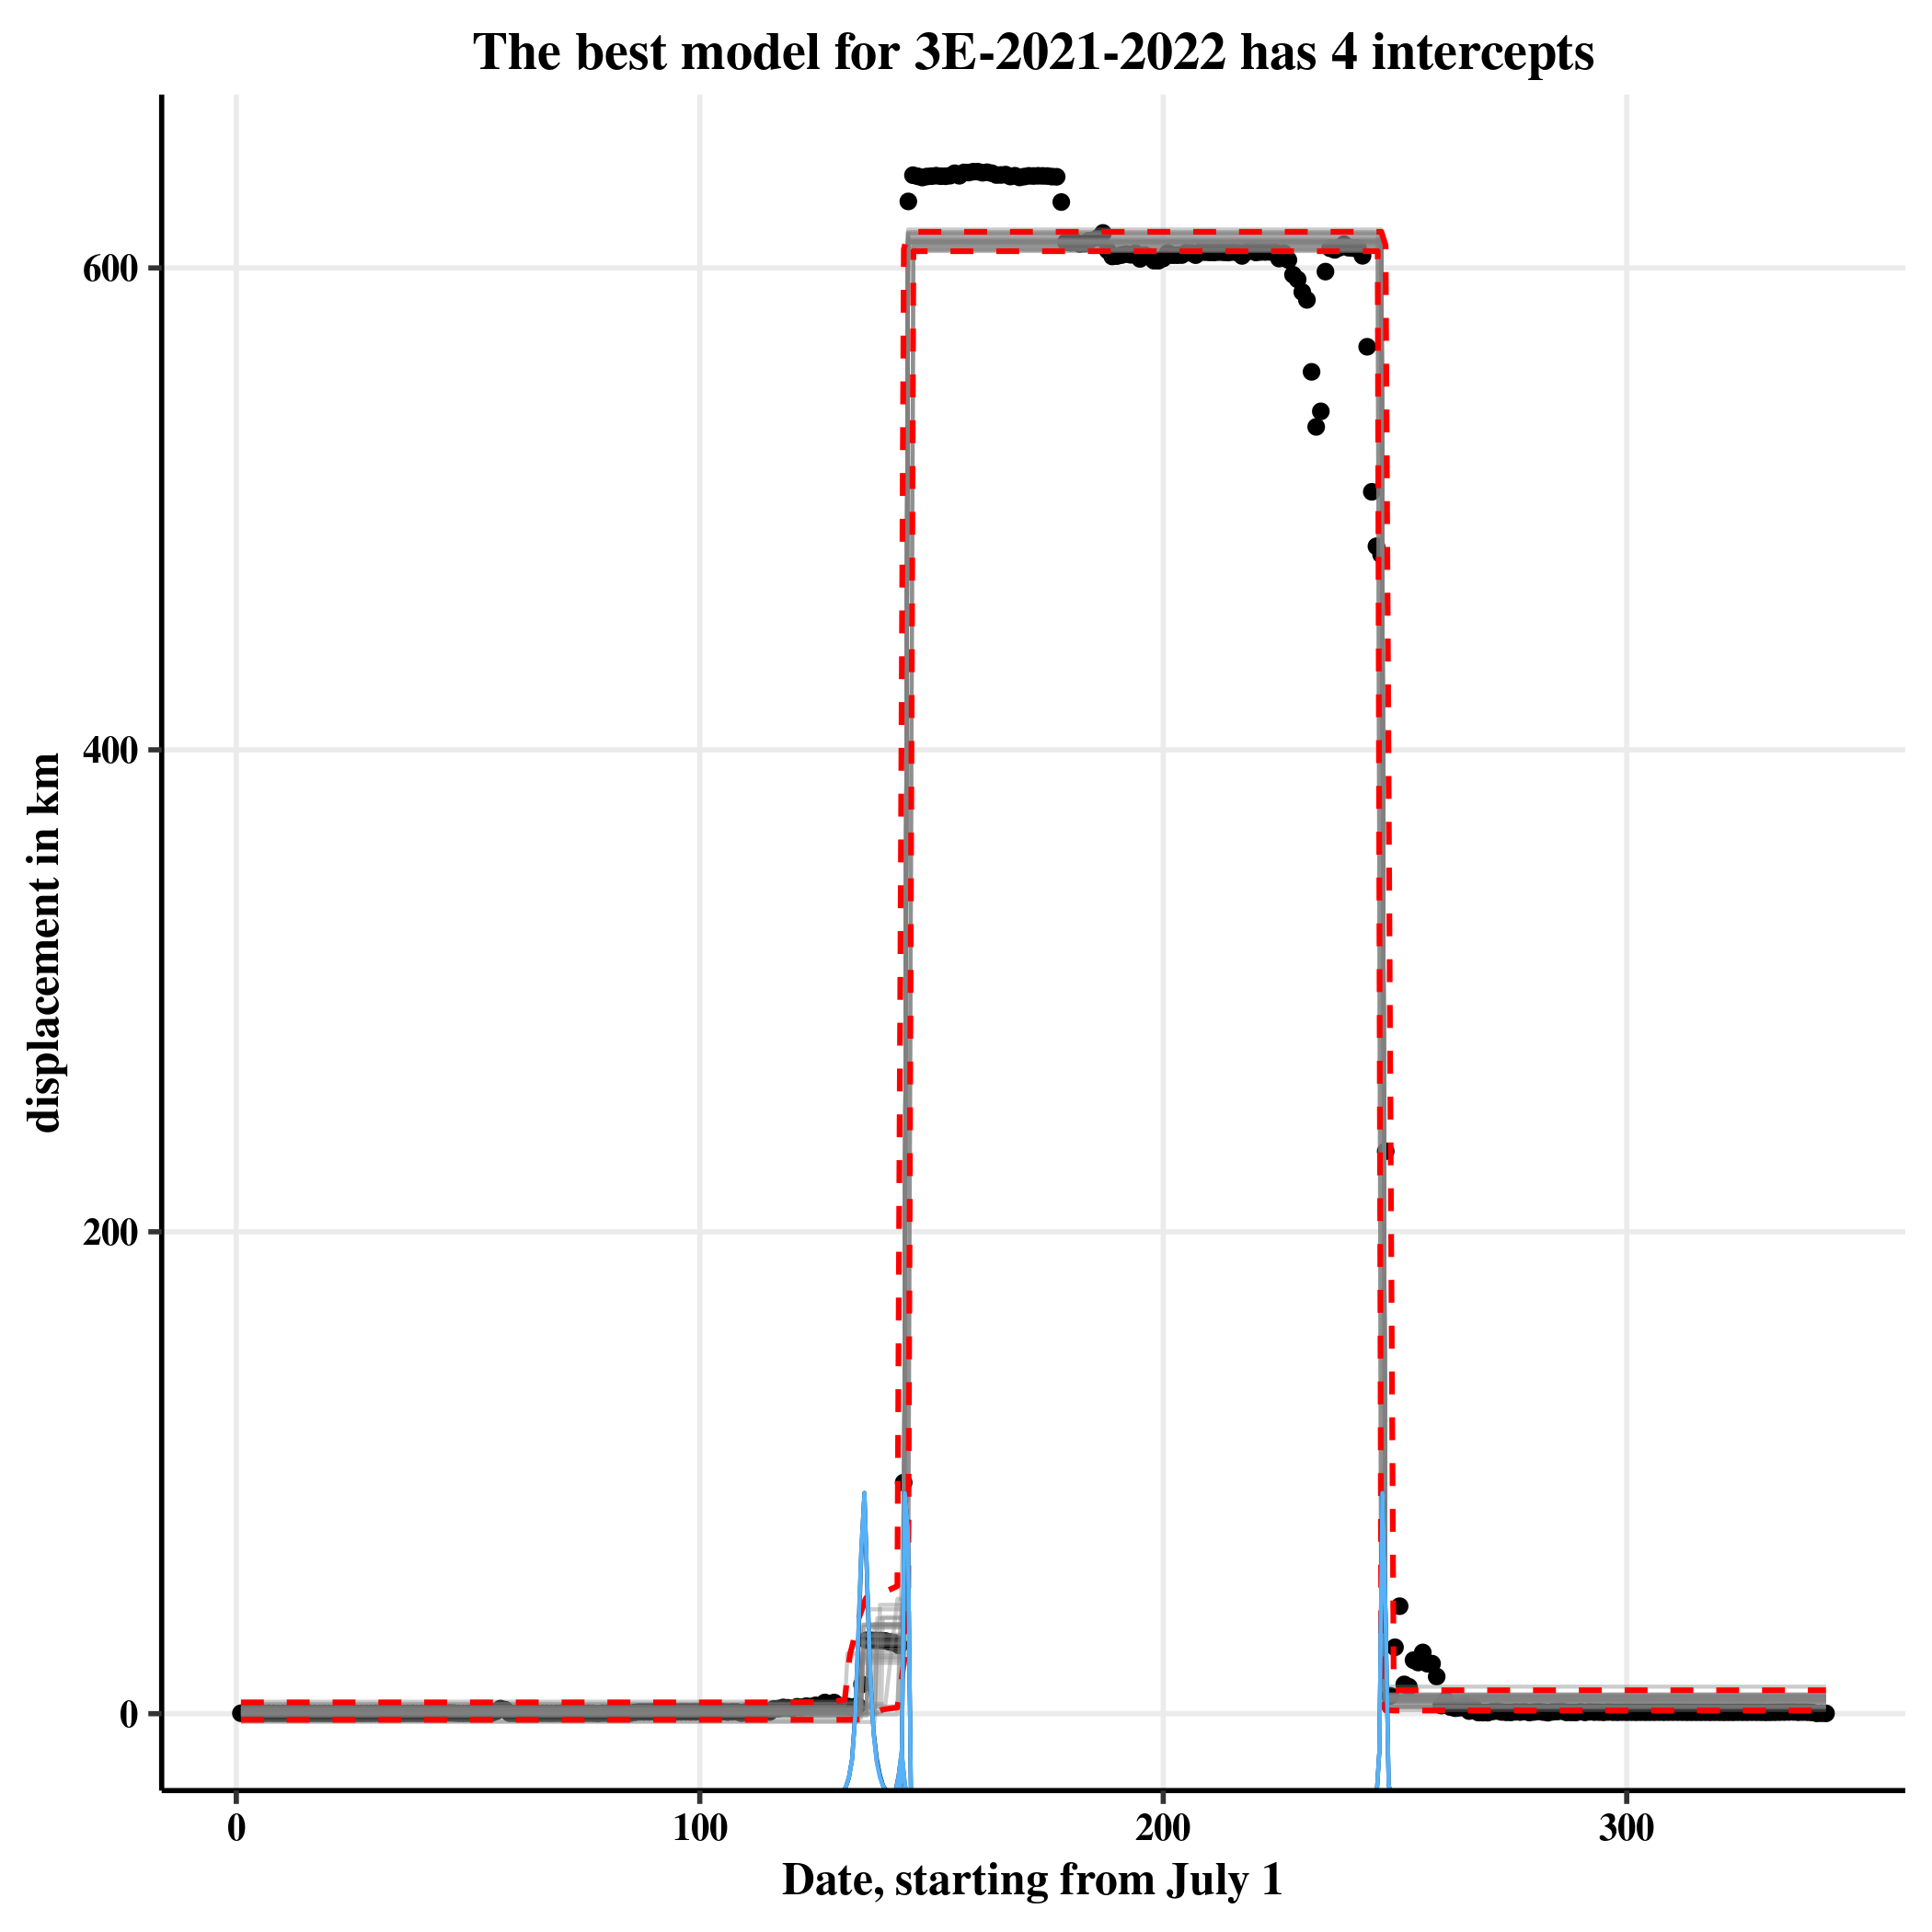 The best model for 3E-2021-2022 has 4 intercepts
displacement in km
600
400
200
0
0
100
200
300
Date, starting from July 1